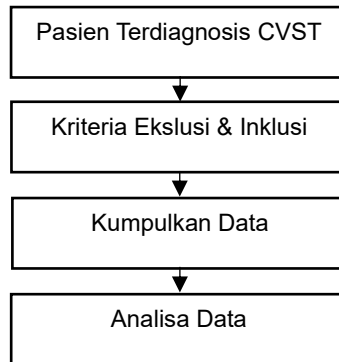 Pasien Terdiagnosis CVST
Kriteria Ekslusi & Inklusi
Kumpulkan Data
Analisa Data